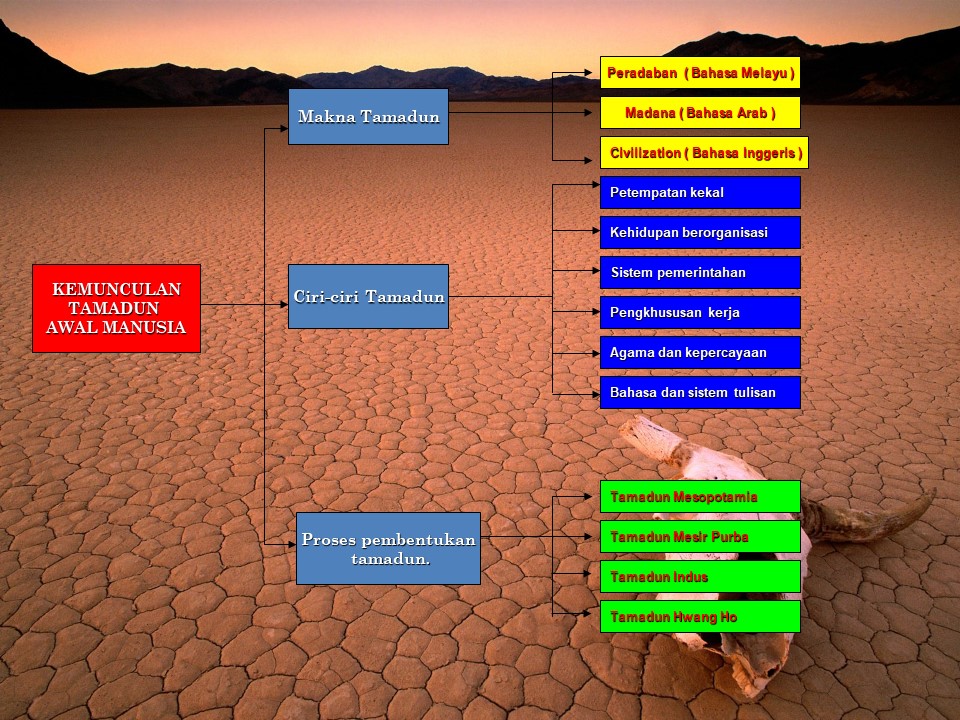 KEMUNCULAN
TAMADUN
AWAL MANUSIA
Makna Tamadun
Peradaban ( Bahasa Melayu )
Madana ( Bahasa Arab )
Civilization ( Bahasa Inggeris )
Ciri-ciri Tamadun
Petempatan kekal
Kehidupan berorganisasi
Sistem pemerintahan
Pengkhususan kerja
Agama dan kepercayaan
Bahasa dan sistem tulisan
Proses pembentukan
tamadun.
Tamadun Mesopotamia
Tamadun Mesir Purba
Tamadun Indus
Tamadun Hwang Ho